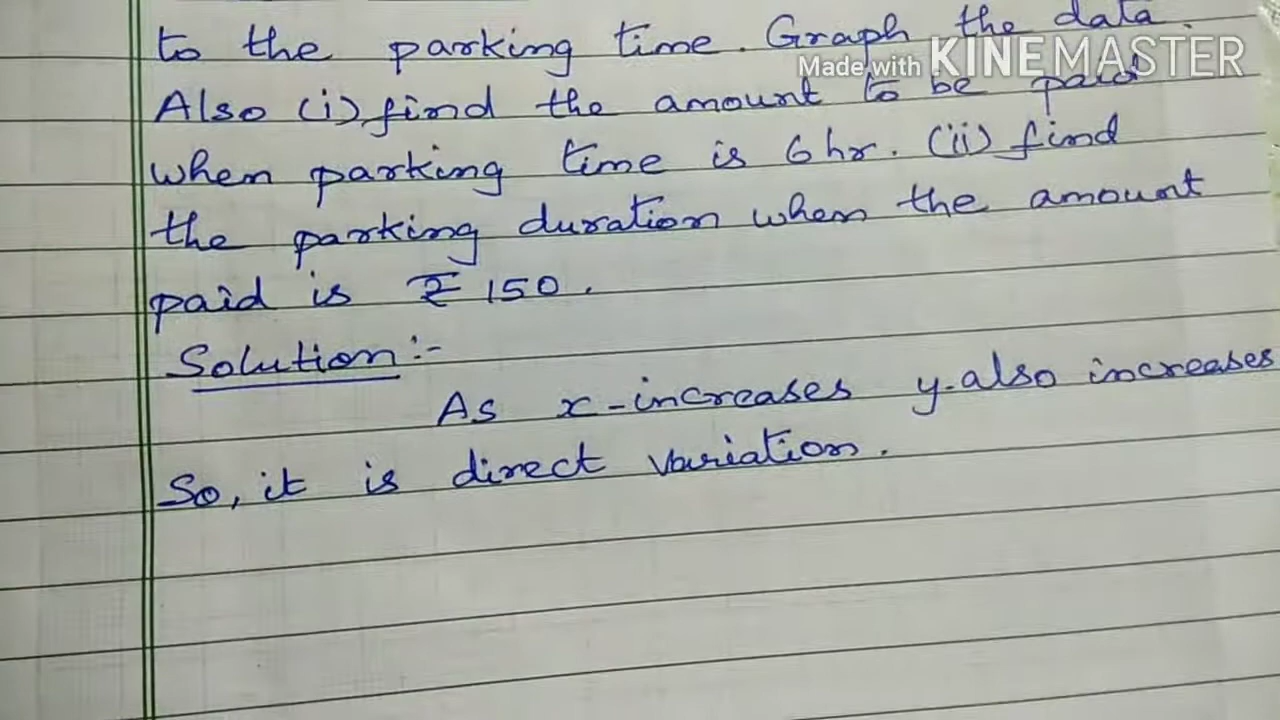 to the parking time. Graph the data.
Made with KINEMASTER
Also (i) find the amount to be paid
when parking time is 6 hr. (ii) find
the parking duration when the amount
paid is ₹ 150.
Solution:-
As x-increases y-also increases
So, it is direct variation.